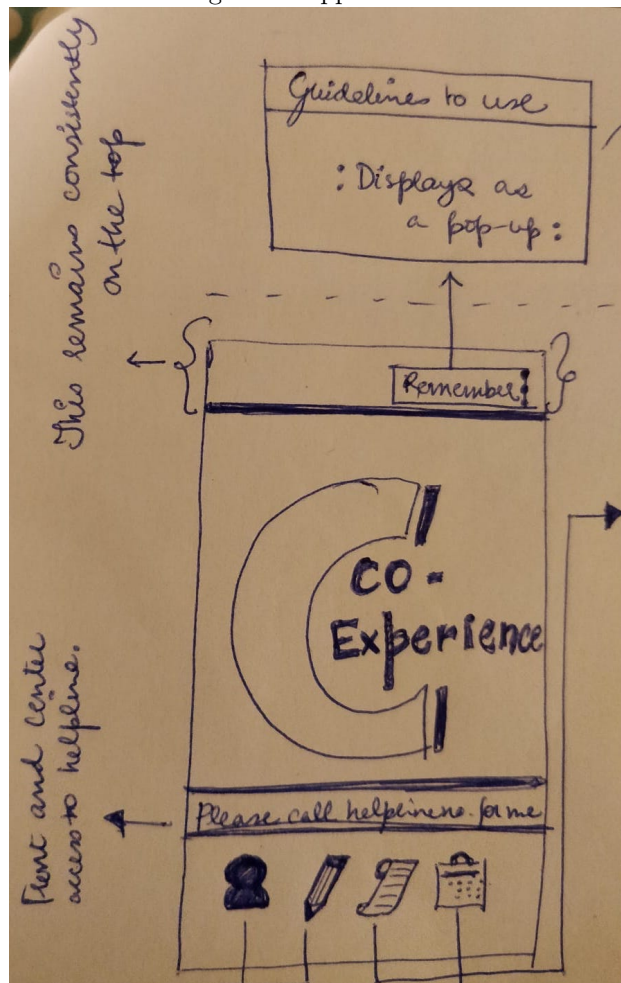 Guidelines to use
: Displays as
a pop-up :
This remains consistently
on the top
Remember:
CO -
Experience
Front and center
access to helpline.
Please call helpline no. for me